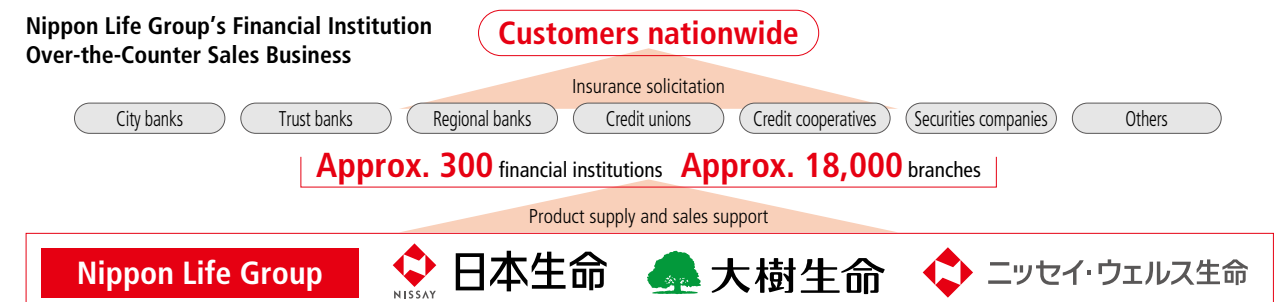 Nippon Life Group’s Financial Institution
Over-the-Counter Sales Business
Customers nationwide
Insurance solicitation
City banks
Trust banks
Regional banks
Credit unions
Credit cooperatives
Securities companies
Others
Approx. 300 financial institutions Approx. 18,000 branches
Product supply and sales support
Nippon Life Group
NISSAY
日本生命
大樹生命
ニッセイ・ウェルス生命